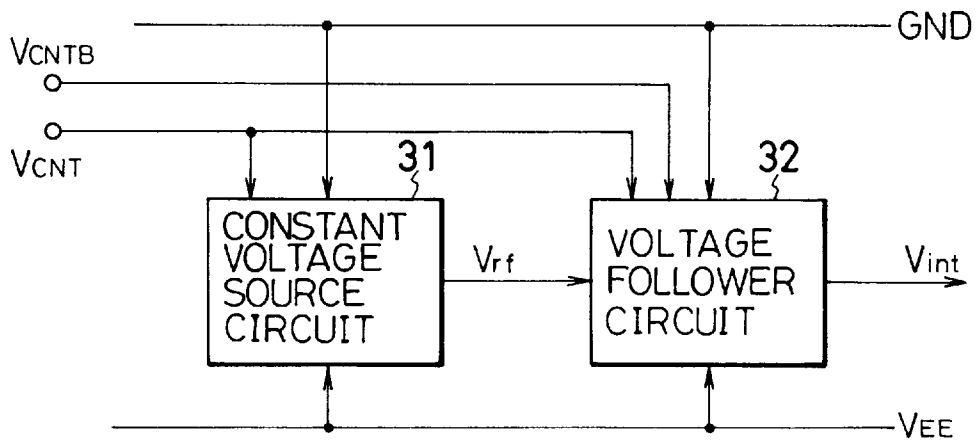 GND
VCNTB
VCNT
31
32
CONSTANT
VOLTAGE
SOURCE
CIRCUIT
Vrf
VOLTAGE
FOLLOWER
CIRCUIT
Vint
VEE